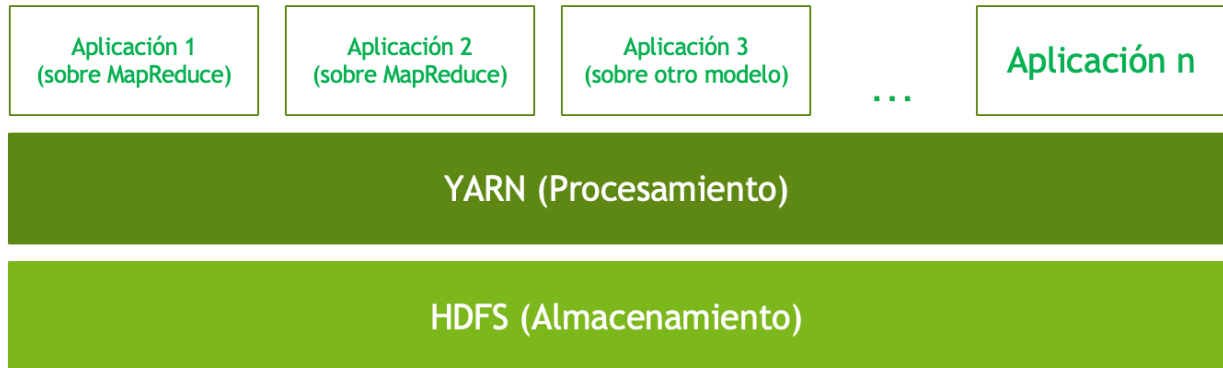 Aplicación 1
(sobre MapReduce)
Aplicación 2
(sobre MapReduce)
Aplicación 3
(sobre otro modelo)
...
Aplicación n
YARN (Procesamiento)
HDFS (Almacenamiento)